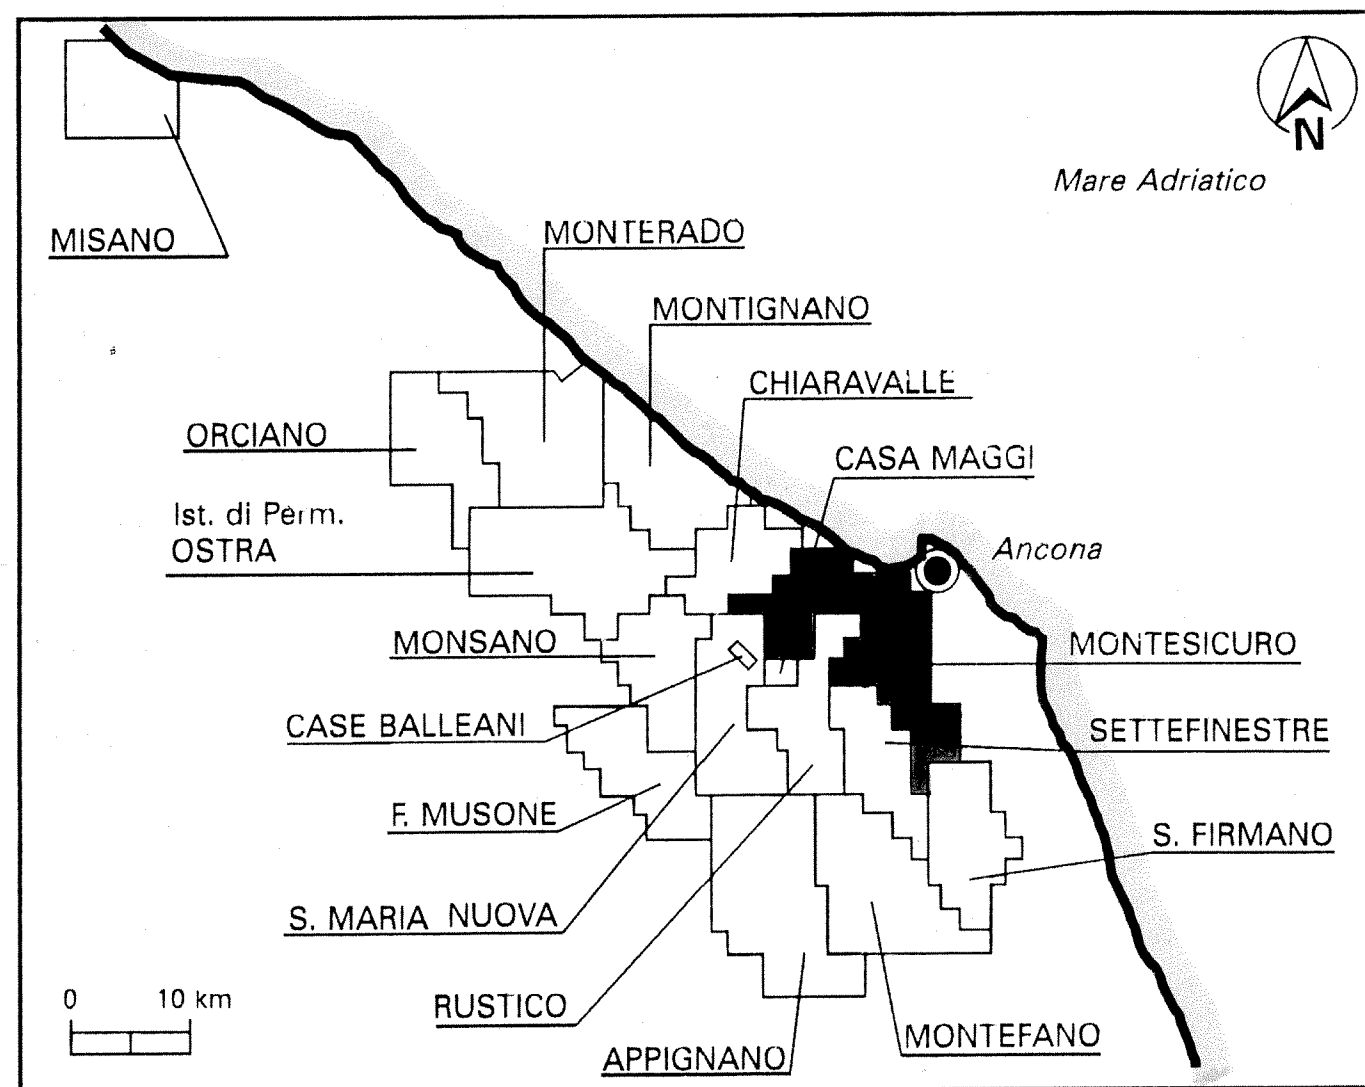 N
Mare Adriatico
MISANO
MONTERADO
MONTIGNANO
CHIARAVALLE
ORCIANO
CASA MAGGI
Ist. di Perm.
OSTRA
Ancona
MONSANO
MONTESICURO
CASE BALLEANI
SETTEFINESTRE
F. MUSONE
S. FIRMANO
S. MARIA NUOVA
0 10 km
RUSTICO
MONTEFANO
APPIGNANO